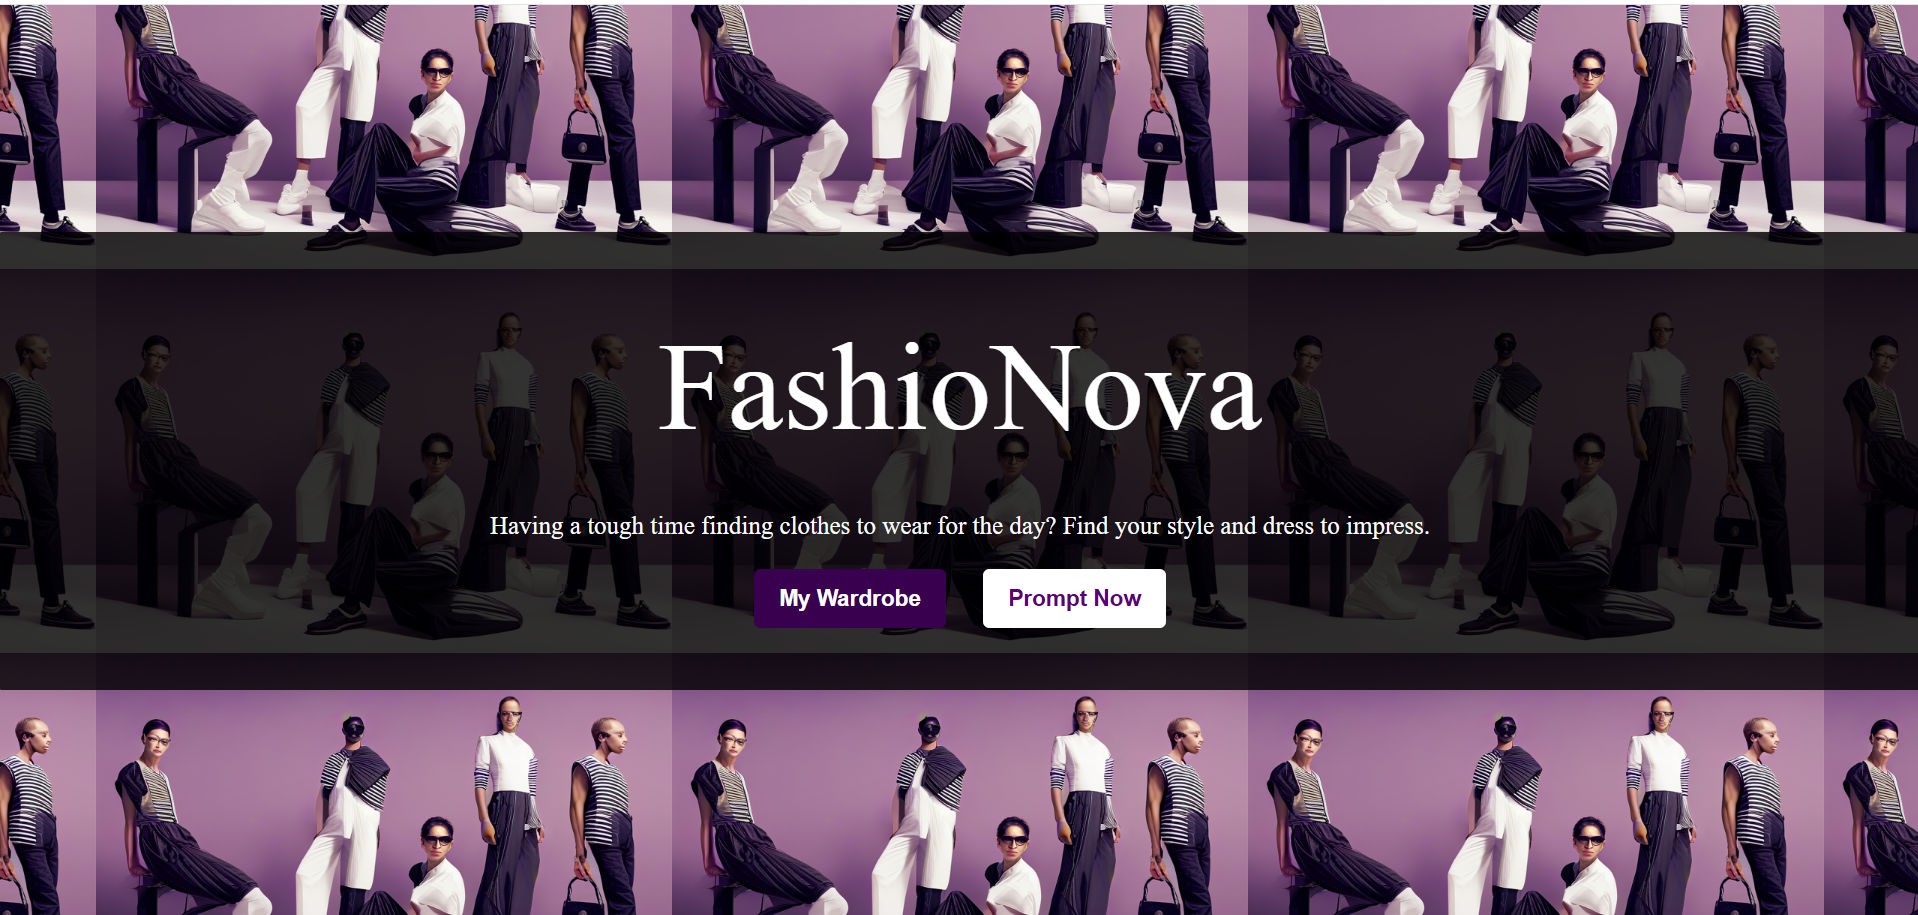 FashioNova
Having a tough time finding clothes to wear for the day? Find your style and dress to impress.
My Wardrobe
Prompt Now